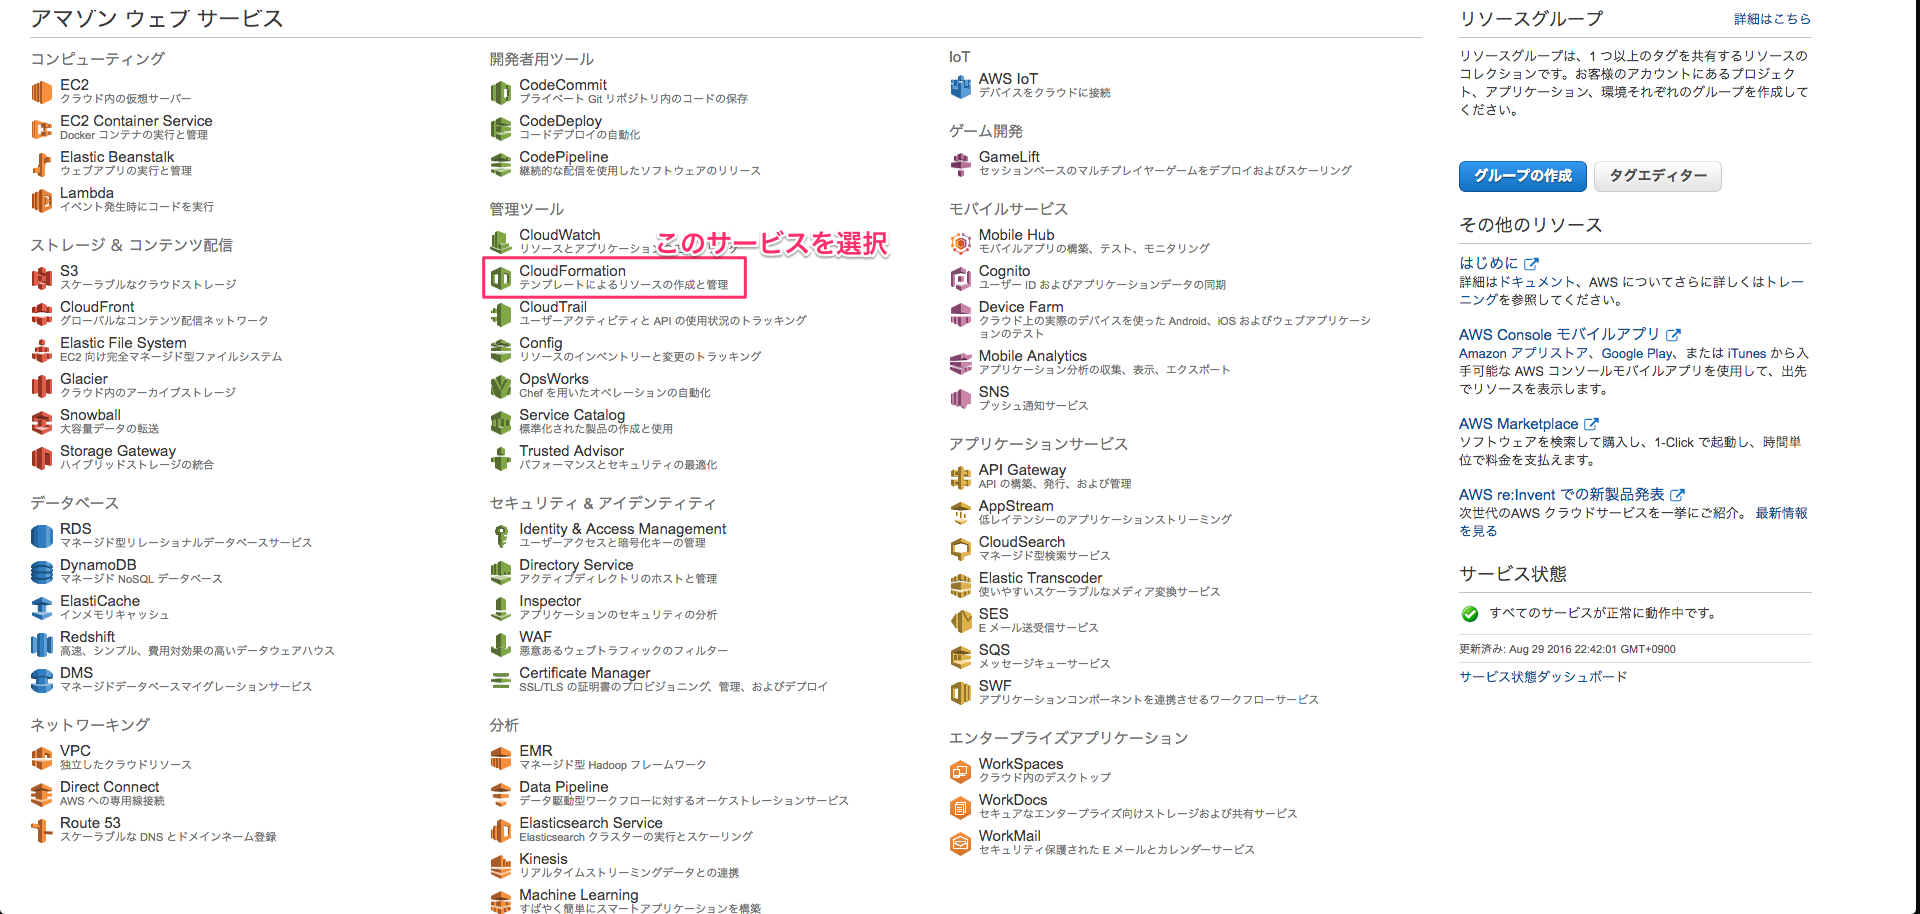 アマゾン ウェブ サービス
コンピューティング
EC2
クラウド内の仮想サーバー
EC2 Container Service
Docker コンテナの実行と管理
Elastic Beanstalk
ウェブアプリの実行と管理
Lambda
イベント発生時にコードを実行
ストレージ & コンテンツ配信
S3
スケーラブルなクラウドストレージ
CloudFront
グローバルなコンテンツ配信ネットワーク
Elastic File System
EC2 向け完全マネージド型ファイルシステム
Glacier
クラウド内のアーカイブストレージ
Snowball
大容量データの転送
Storage Gateway
ハイブリッドストレージの統合
データベース
RDS
マネージド型リレーショナルデータベースサービス
DynamoDB
マネージド NoSQL データベース
ElastiCache
インメモリキャッシュ
Redshift
高速、シンプル、費用対効果の高いデータウェアハウス
DMS
マネージドデータベースマイグレーションサービス
ネットワーキング
VPC
独立したクラウドリソース
Direct Connect
AWS への専用線接続
Route 53
スケーラブルな DNS とドメインネーム登録
開発者用ツール
CodeCommit
プライベート Git リポジトリ内のコードの保存
CodeDeploy
コードデプロイの自動化
CodePipeline
継続的な配信を使用したソフトウェアのリリース
管理ツール
CloudWatch
リソースとアプリケーション
このサービスを選択
CloudFormation
テンプレートによるリソースの作成と管理
CloudTrail
ユーザーアクティビティと API の使用状況のトラッキング
Config
リソースのインベントリーと変更のトラッキング
OpsWorks
Chef を用いたオペレーションの自動化
Service Catalog
標準化された製品の作成と使用
Trusted Advisor
パフォーマンスとセキュリティの最適化
セキュリティ & アイデンティティ
Identity & Access Management
ユーザーアクセスと暗号化キーの管理
Directory Service
アクティブディレクトリのホストと管理
Inspector
アプリケーションのセキュリティの分析
WAF
悪意あるウェブトラフィックのフィルター
Certificate Manager
SSL/TLS の証明書のプロビジョニング、管理、およびデプロイ
分析
EMR
マネージド型 Hadoop フレームワーク
Data Pipeline
データ駆動型ワークフローに対するオーケストレーションサービス
Elasticsearch Service
Elasticsearch クラスターの実行とスケーリング
Kinesis
リアルタイムストリーミングデータとの連携
Machine Learning
すばやく簡単にスマートアプリケーションを構築
IoT
AWS IoT
デバイスをクラウドに接続
ゲーム開発
GameLift
セッションベースのマルチプレイヤーゲームをデプロイおよびスケーリング
モバイルサービス
Mobile Hub
モバイルアプリの構築、テスト、モニタリング
Cognito
ユーザー ID およびアプリケーションデータの同期
Device Farm
クラウド上の実際のデバイスを使った Android、iOS およびウェブアプリケーシ
ョンのテスト
Mobile Analytics
アプリケーション分析の収集、表示、エクスポート
SNS
プッシュ通知サービス
アプリケーションサービス
API Gateway
API の構築、発行、および管理
AppStream
低レイテンシーのアプリケーションストリーミング
CloudSearch
マネージド型検索サービス
Elastic Transcoder
使いやすいスケーラブルなメディア変換サービス
SES
E メール送受信サービス
SQS
メッセージキューサービス
SWF
アプリケーションコンポーネントを連携させるワークフローサービス
エンタープライズアプリケーション
WorkSpaces
クラウド内のデスクトップ
WorkDocs
セキュアなエンタープライズ向けストレージおよび共有サービス
WorkMail
セキュリティ保護された E メールとカレンダーサービス
リソースグループ
詳細はこちら
リソースグループは、1 つ以上のタグを共有するリソースの
コレクションです。お客様のアカウントにあるプロジェク
ト、アプリケーション、環境それぞれのグループを作成して
ください。
グループの作成
タグエディター
その他のリソース
はじめに
詳細はドキュメント、AWS についてさらに詳しくはトレー
ニングを参照してください。
AWS Console モバイルアプリ
Amazon アプリストア、Google Play、または iTunes から入
手可能な AWS コンソールモバイルアプリを使用して、出先
でリソースを表示します。
AWS Marketplace
ソフトウェアを検索して購入し、1-Click で起動し、時間単
位で料金を支払えます。
AWS re:Invent での新製品発表
次世代のAWS クラウドサービスを一挙にご紹介。 最新情報
を見る
サービス状態
すべてのサービスが正常に動作中です。
更新済み: Aug 29 2016 22:42:01 GMT+0900
サービス状態ダッシュボード